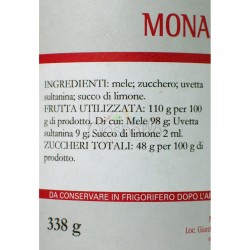 MONA
INGREDIENTI: mele; zucchero; uvetta
sultanina; succo di limone.
FRUTTA UTILIZZATA: 110 g per 100
g di prodotto. Di cui: Mele 98 g; Uvetta
Sultanina 9 g; Succo di limone 2 ml.
ZUCCHERI TOTALI: 48 g per 100 g di
prodotto.
DA CONSERVARE IN FRIGORIFERO DOPO L'A
338 g
Loc.